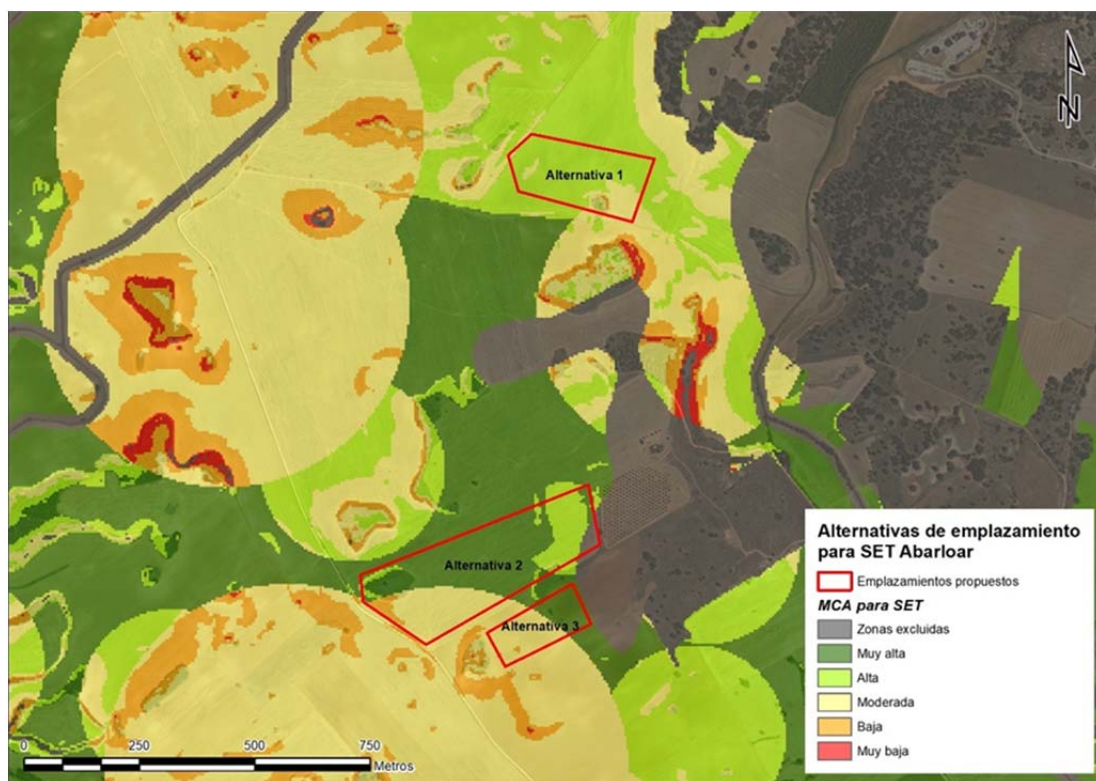 N
Alternativa 1
Alternativa 2
Alternativa 3
Alternativas de emplazamiento
para SET Abarloar
Emplazamientos propuestos
MCA para SET
Zonas excluidas
Muy alta
Alta
Moderada
Baja
Muy baja
0 250 500 750
Metros